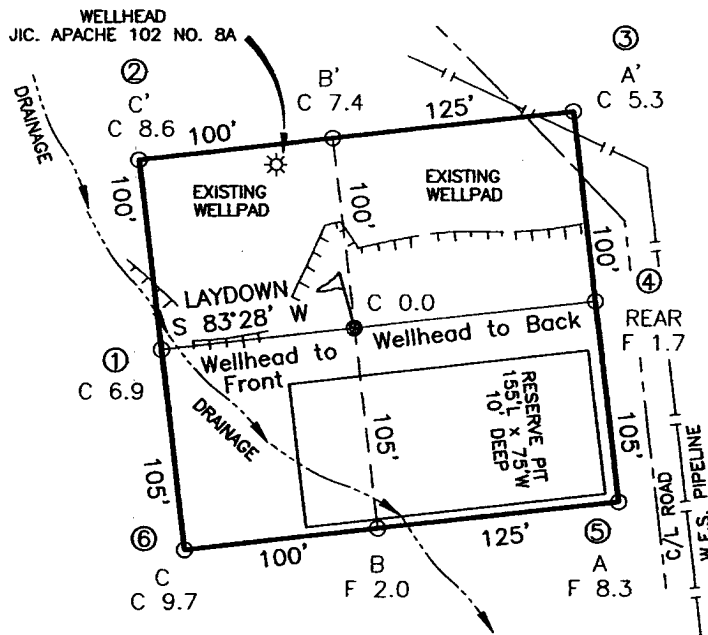 WELLHEAD
JIC. APACHE 102 NO. 8A
②
C'
C 8.6
DRAINAGE
100'
B'
C 7.4
125'
③
A'
C 5.3
EXISTING
WELLPAD
EXISTING
WELLPAD
100'
100'
100'
LAYDOWN
S 83°28' W
C 0.0
④
REAR
F 1.7
①
C 6.9
Wellhead to
Front
Wellhead to Back
DRAINAGE
RESERVE PIT
155'L x 75'W
10' DEEP
105'
105'
105'
C/L ROAD
W.F.S. PIPELINE
⑥
C
C 9.7
100'
B
F 2.0
125'
⑤
A
F 8.3